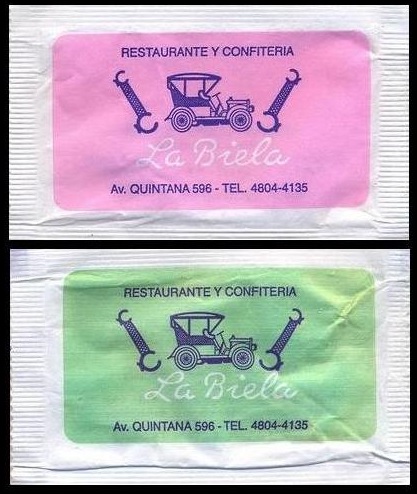 RESTAURANTE Y CONFITERIA
La Biela
Av. QUINTANA 596 - TEL. 4804-4135
RESTAURANTE Y CONFITERIA
La Biela
Av. QUINTANA 596 - TEL. 4804-4135